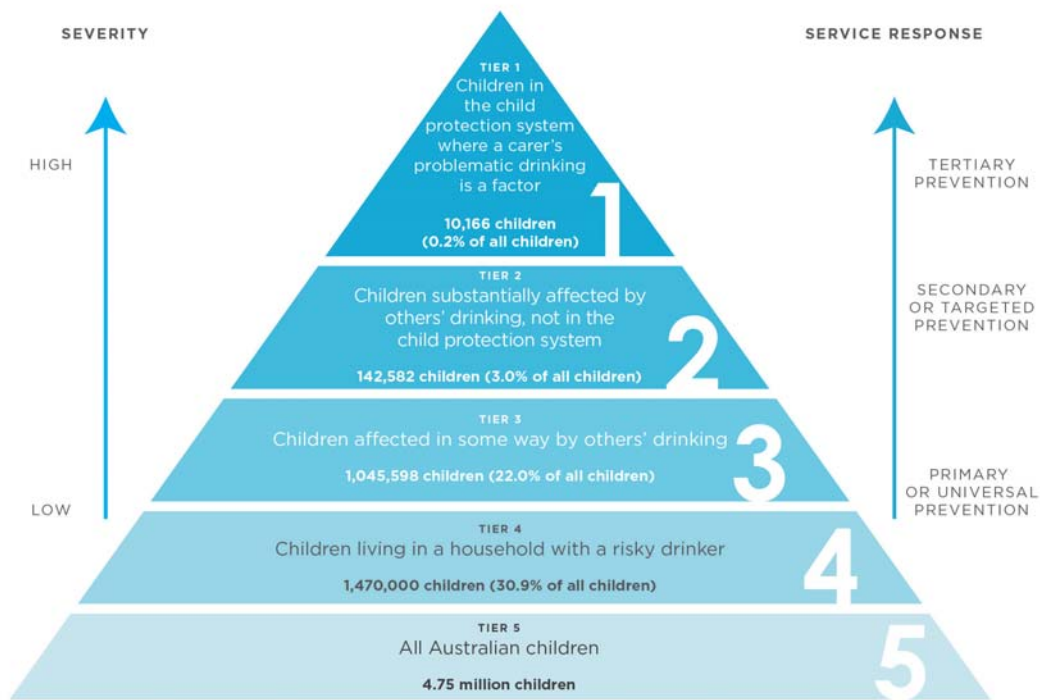 SEVERITY
SERVICE RESPONSE
HIGH
LOW
TIER 1
Children in
the child
protection system
where a carer's
problematic drinking
is a factor
10,166 children
(0.2% of all children)
1
TIER 2
Children substantially affected by
others' drinking, not in the
child protection system
142,582 children (3.0% of all children)
2
TIER 3
Children affected in some way by others' drinking
1,045,598 children (22.0% of all children)
3
TIER 4
Children living in a household with a risky drinker
1,470,000 children (30.9% of all children)
4
TIER 5
All Australian children
4.75 million children
5
TERTIARY
PREVENTION
SECONDARY
OR TARGETED
PREVENTION
PRIMARY
OR UNIVERSAL
PREVENTION